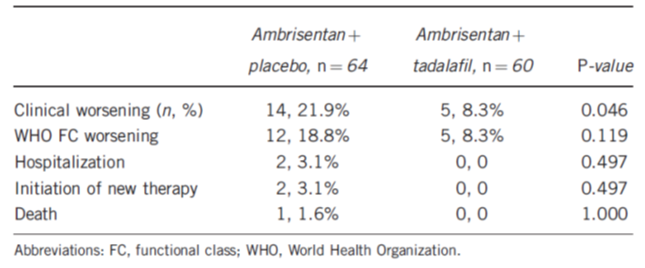 Ambrisentan + Ambrisentan +
placebo, n = 64 tadalafil, n = 60 P-value
Clinical worsening (n, %) 14, 21.9% 5, 8.3% 0.046
WHO FC worsening 12, 18.8% 5, 8.3% 0.119
Hospitalization 2, 3.1% 0, 0 0.497
Initiation of new therapy 2, 3.1% 0, 0 0.497
Death 1, 1.6% 0, 0 1.000
Abbreviations: FC, functional class; WHO, World Health Organization.